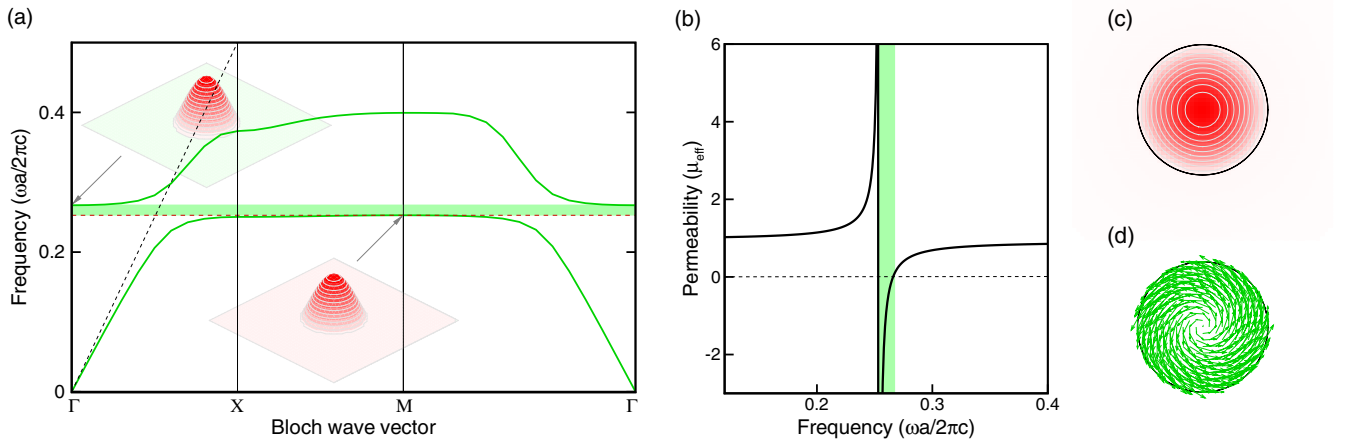 (a)
Frequency (ωa/2πc)
0.4
0.2
0
Γ
X
M
Γ
Bloch wave vector
(b)
Permeability (μeff)
6
4
2
0
-2
0.2
0.3
0.4
Frequency (ωa/2πc)
(c)
(d)